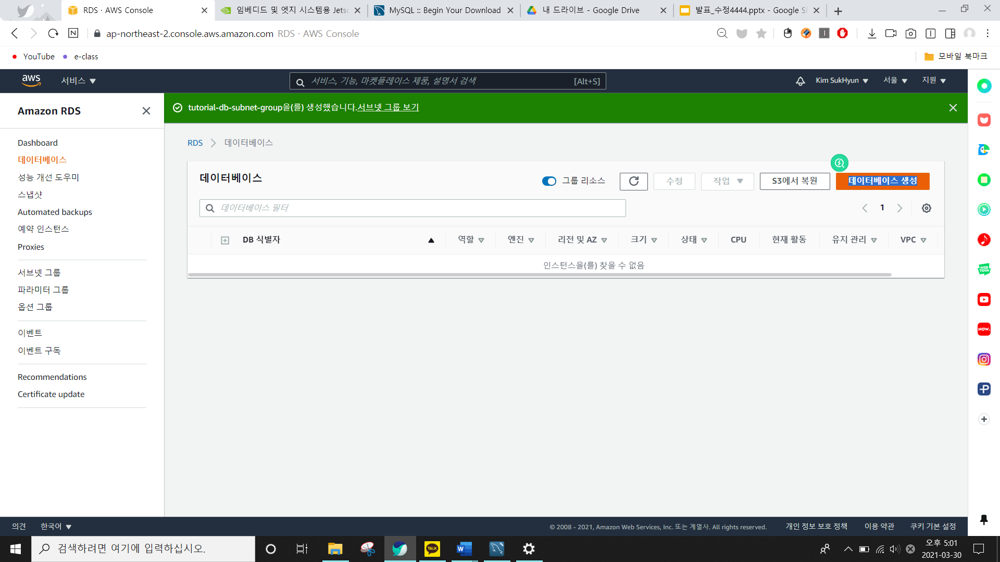 RDS · AWS Console
임베디드 및 엣지 시스템용 Jetso
MySQL :: Begin Your Download
내 드라이브 - Google Drive
발표_수정4444.pptx - Google Sl
ap-northeast-2.console.aws.amazon.com RDS · AWS Console
YouTube
e-class
모바일 북마크
aws
서비스
서비스, 기능, 마켓플레이스 제품, 설명서 검색
[Alt+S]
Kim SukHyun
서울
지원
Amazon RDS
tutorial-db-subnet-group을(를) 생성했습니다.서브넷 그룹 보기
Dashboard
데이터베이스
성능 개선 도우미
스냅샷
Automated backups
예약 인스턴스
Proxies
서브넷 그룹
파라미터 그룹
옵션 그룹
이벤트
이벤트 구독
Recommendations
Certificate update
RDS
데이터베이스
데이터베이스
그룹 리소스
수정
작업
S3에서 복원
데이터베이스 생성
데이터베이스 필터
1
DB 식별자
역할
엔진
리전 및 AZ
크기
상태
CPU
현재 활동
유지 관리
VPC
인스턴스을(를) 찾을 수 없음
WEB
TOON
NOW.
의견
한국어
© 2008 - 2021, Amazon Web Services, Inc. 또는 계열사. All rights reserved.
개인 정보 보호 정책
이용 약관
쿠키 기본 설정
검색하려면 여기에 입력하십시오.
TALK
오후 5:01
2021-03-30